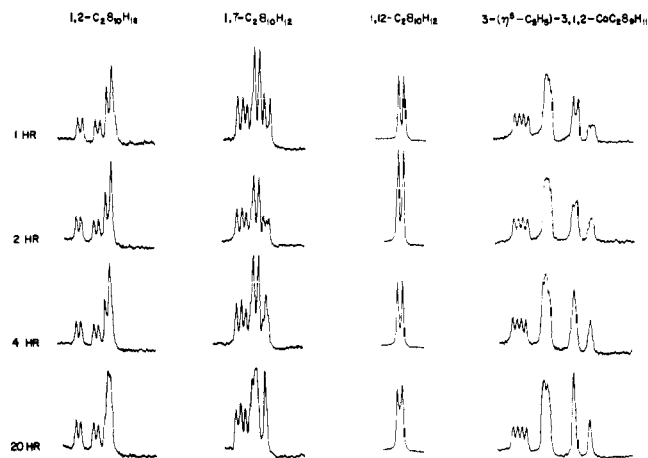 1,2-C₂B₁₀H₁₂
1,7-C₂B₁₀H₁₂
1,12-C₂B₁₀H₁₂
3-(η⁵-C₅H₅)-3,1,2-CoC₂B₉H₁₁
1 HR
2 HR
4 HR
20 HR